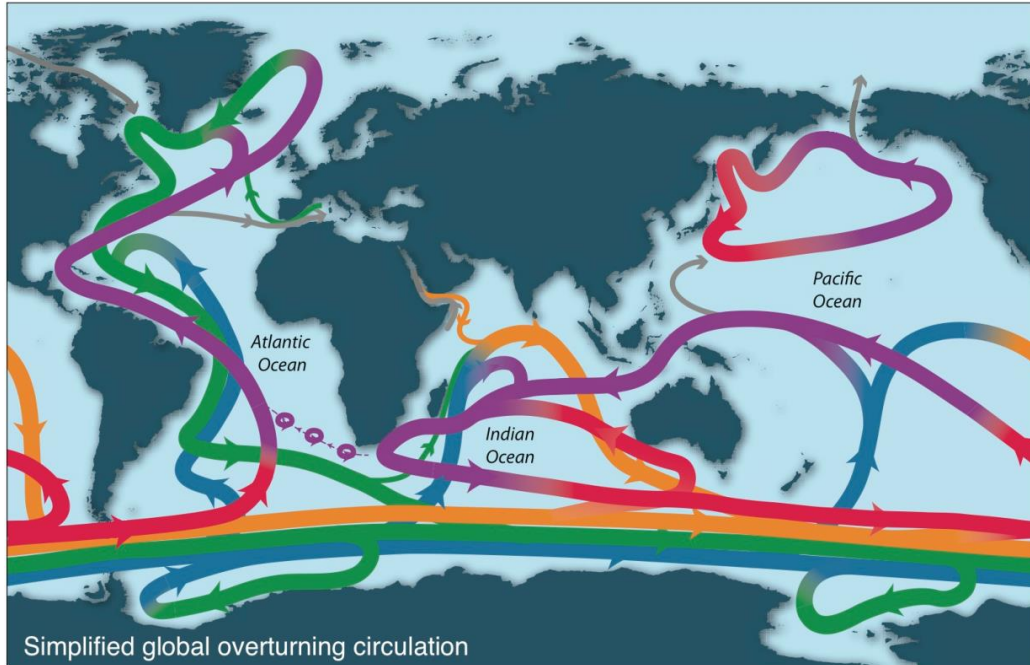 Pacific
Ocean
Atlantic
Ocean
Indian
Ocean
Simplified global overturning circulation